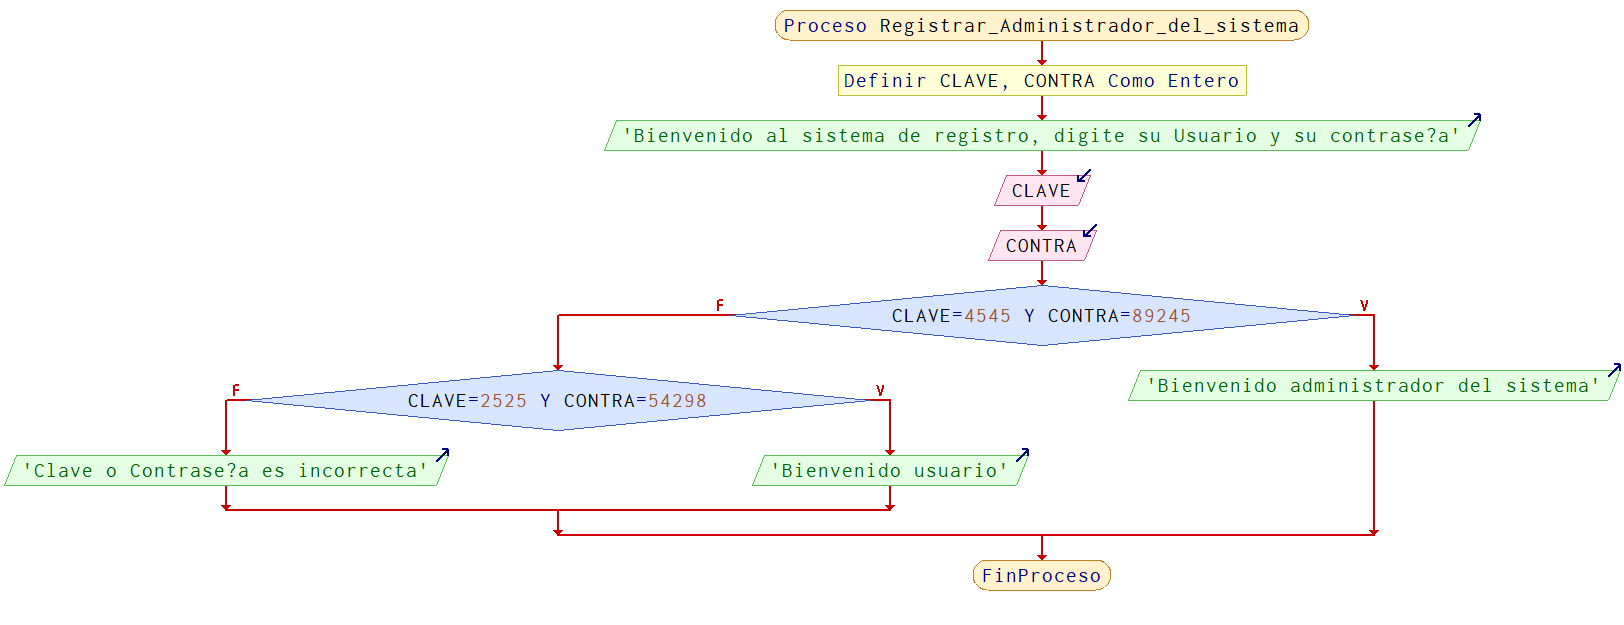 Proceso Registrar_Administrador_del_sistema
Definir CLAVE, CONTRA Como Entero
'Bienvenido al sistema de registro, digite su Usuario y su contrase?a'
CLAVE
CONTRA
F
V
CLAVE=4545 Y CONTRA=89245
F
V
CLAVE=2525 Y CONTRA=54298
'Bienvenido administrador del sistema'
'Clave o Contrase?a es incorrecta'
'Bienvenido usuario'
FinProceso